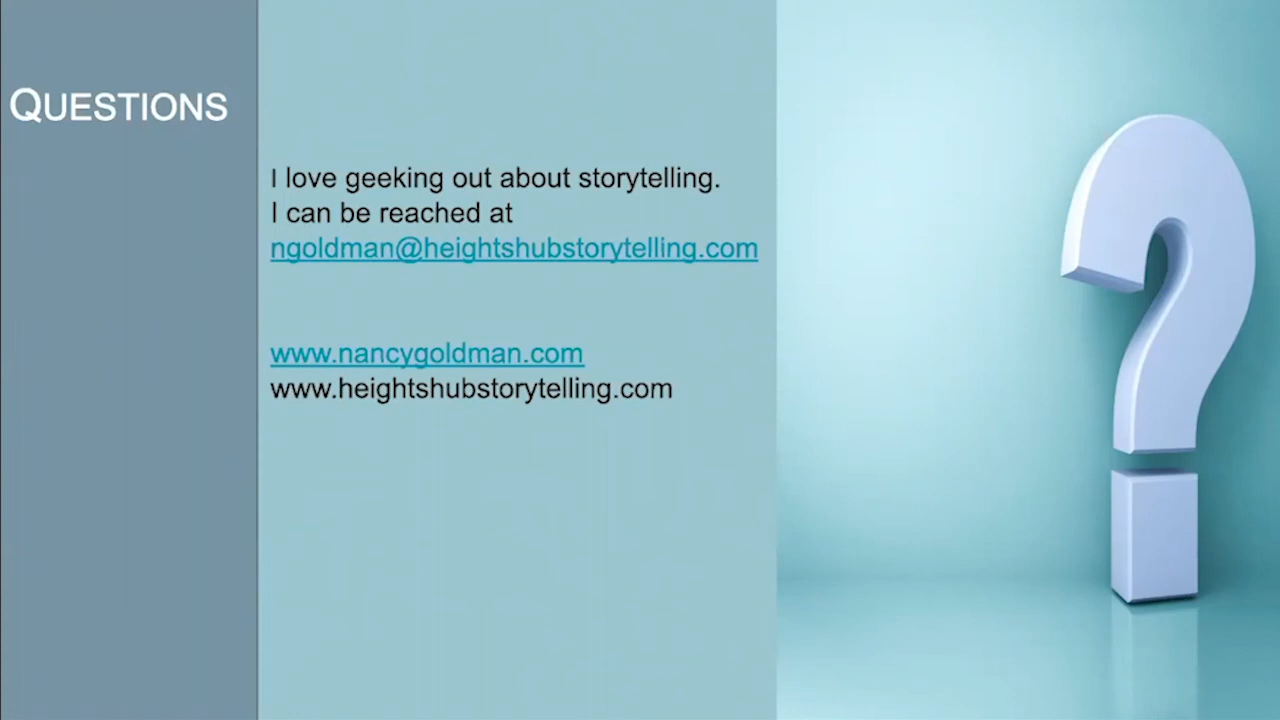 QUESTIONS
I love geeking out about storytelling.
I can be reached at
ngoldman@heightshubstorytelling.com
www.nancygoldman.com
www.heightshubstorytelling.com